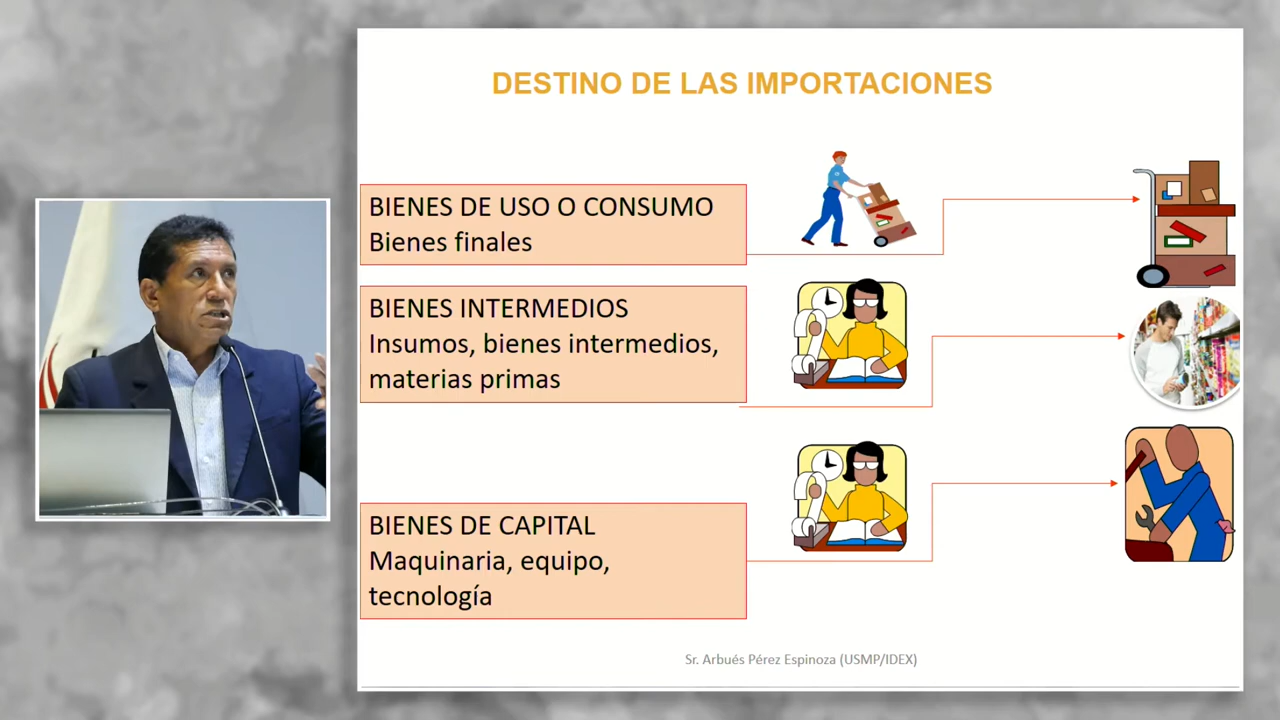 DESTINO DE LAS IMPORTACIONES
BIENES DE USO O CONSUMO
Bienes finales
BIENES INTERMEDIOS
Insumos, bienes intermedios,
materias primas
BIENES DE CAPITAL
Maquinaria, equipo,
tecnología
Sr. Arbués Pérez Espinoza (USMP/IDEX)